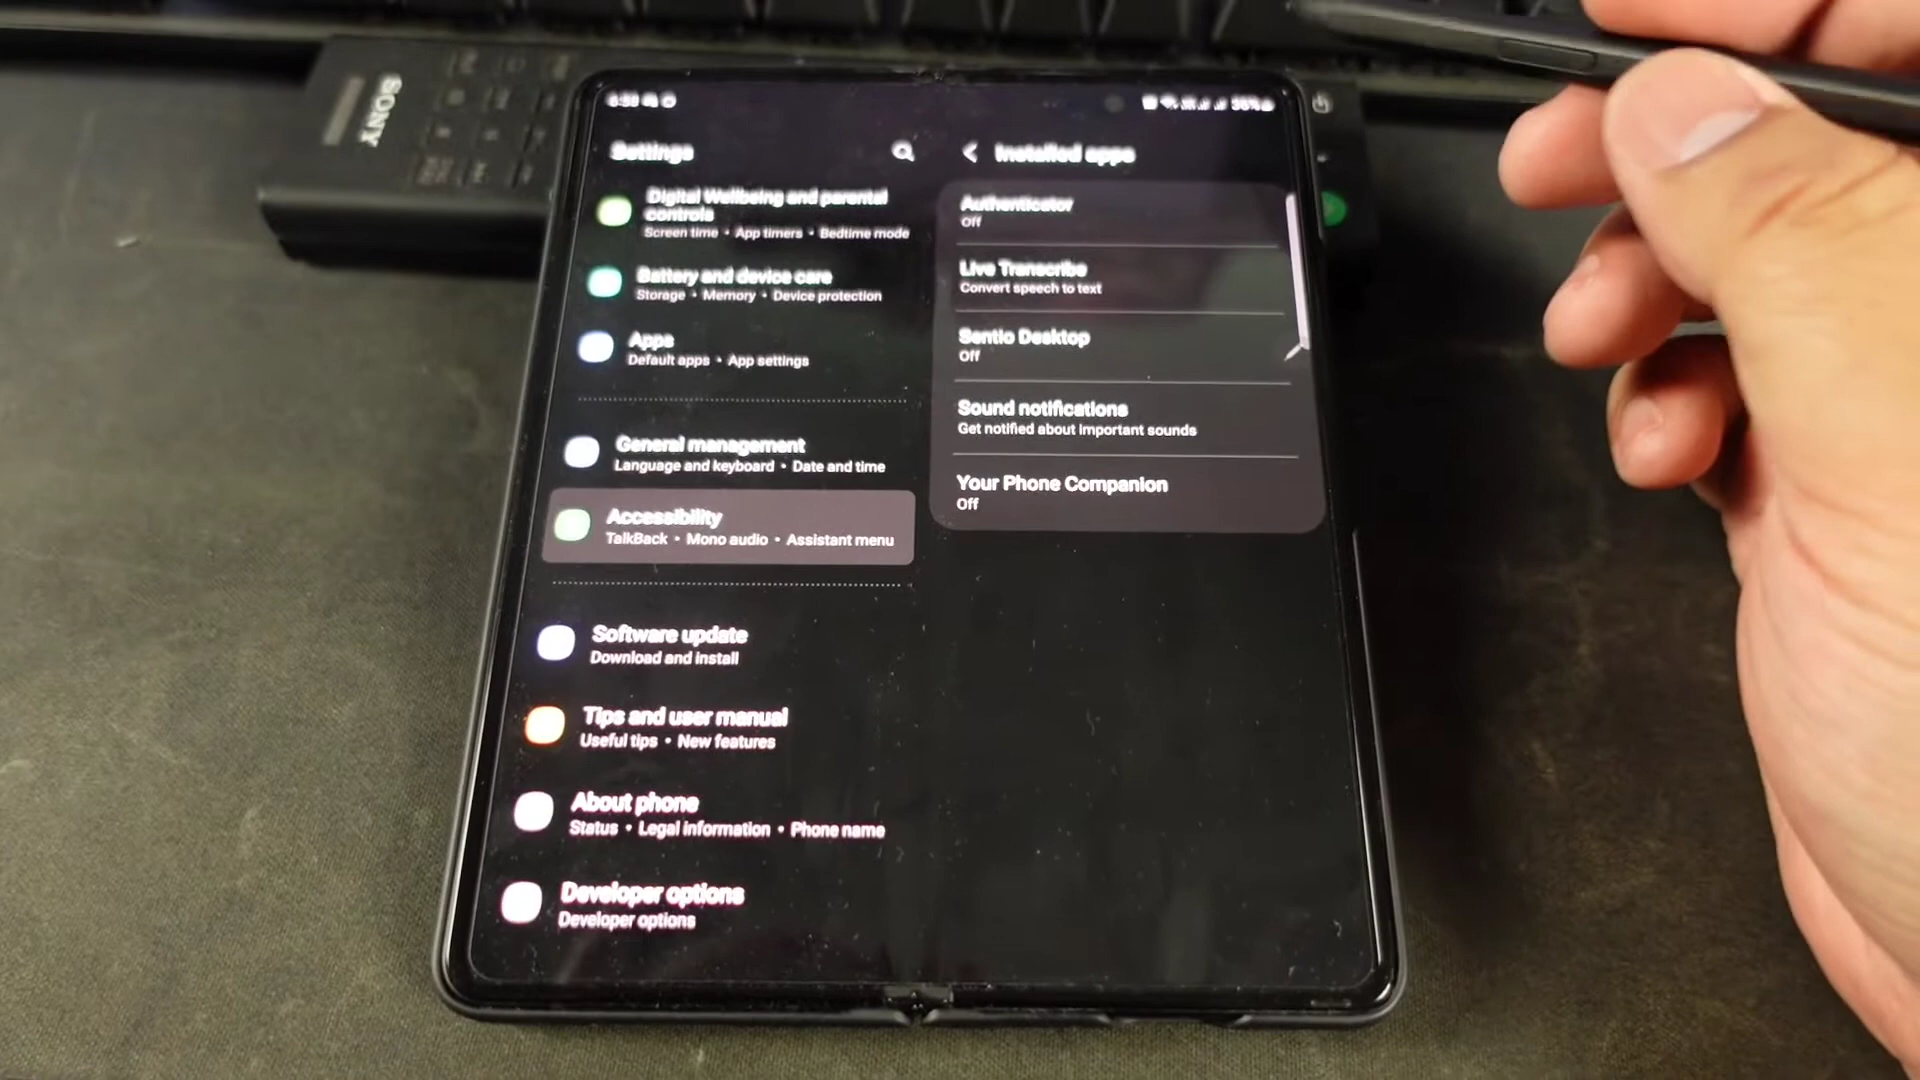 SONY
Settings
Digital Wellbeing and parental
controls
Screen time • App timers • Bedtime mode
Battery and device care
Storage • Memory • Device protection
Apps
Default apps • App settings
General management
Language and keyboard • Date and time
Accessibility
TalkBack • Mono audio • Assistant menu
Software update
Download and install
Tips and user manual
Useful tips • New features
About phone
Status • Legal information • Phone name
Developer options
Developer options
Installed apps
Authenticator
Off
Live Transcribe
Convert speech to text
Sentio Desktop
Off
Sound notifications
Get notified about important sounds
Your Phone Companion
Off